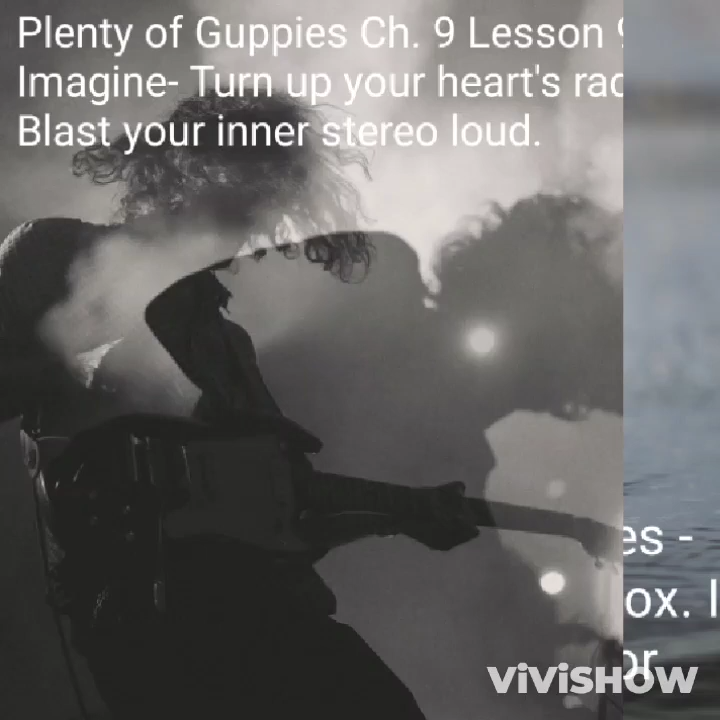 Plenty of Guppies Ch. 9 Lesson
Imagine- Turn up your heart's
Blast your inner stereo loud.
es -
ox. I
or
ViViSHOW